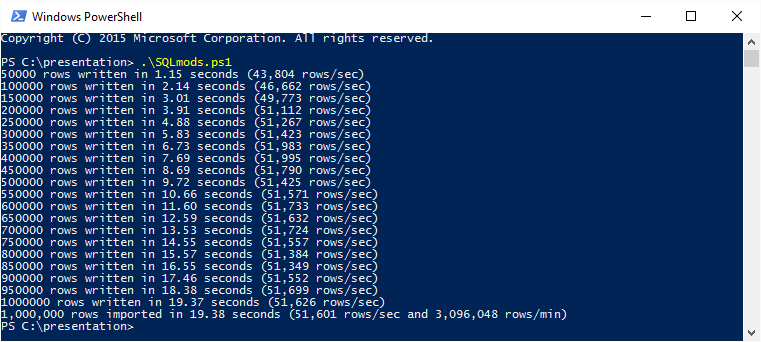 Windows PowerShell
Copyright (C) 2015 Microsoft Corporation. All rights reserved.
PS C:\presentation> .\SQLmods.ps1
50000 rows written in 1.15 seconds (43,804 rows/sec)
100000 rows written in 2.14 seconds (46,662 rows/sec)
150000 rows written in 3.01 seconds (49,773 rows/sec)
200000 rows written in 3.91 seconds (51,112 rows/sec)
250000 rows written in 4.88 seconds (51,267 rows/sec)
300000 rows written in 5.83 seconds (51,423 rows/sec)
350000 rows written in 6.73 seconds (51,983 rows/sec)
400000 rows written in 7.69 seconds (51,995 rows/sec)
450000 rows written in 8.69 seconds (51,790 rows/sec)
500000 rows written in 9.72 seconds (51,425 rows/sec)
550000 rows written in 10.66 seconds (51,571 rows/sec)
600000 rows written in 11.60 seconds (51,733 rows/sec)
650000 rows written in 12.59 seconds (51,632 rows/sec)
700000 rows written in 13.53 seconds (51,724 rows/sec)
750000 rows written in 14.55 seconds (51,557 rows/sec)
800000 rows written in 15.57 seconds (51,384 rows/sec)
850000 rows written in 16.55 seconds (51,349 rows/sec)
900000 rows written in 17.46 seconds (51,552 rows/sec)
950000 rows written in 18.38 seconds (51,699 rows/sec)
1000000 rows written in 19.37 seconds (51,626 rows/sec)
1,000,000 rows imported in 19.38 seconds (51,601 rows/sec and 3,096,048 rows/min)
PS C:\presentation>